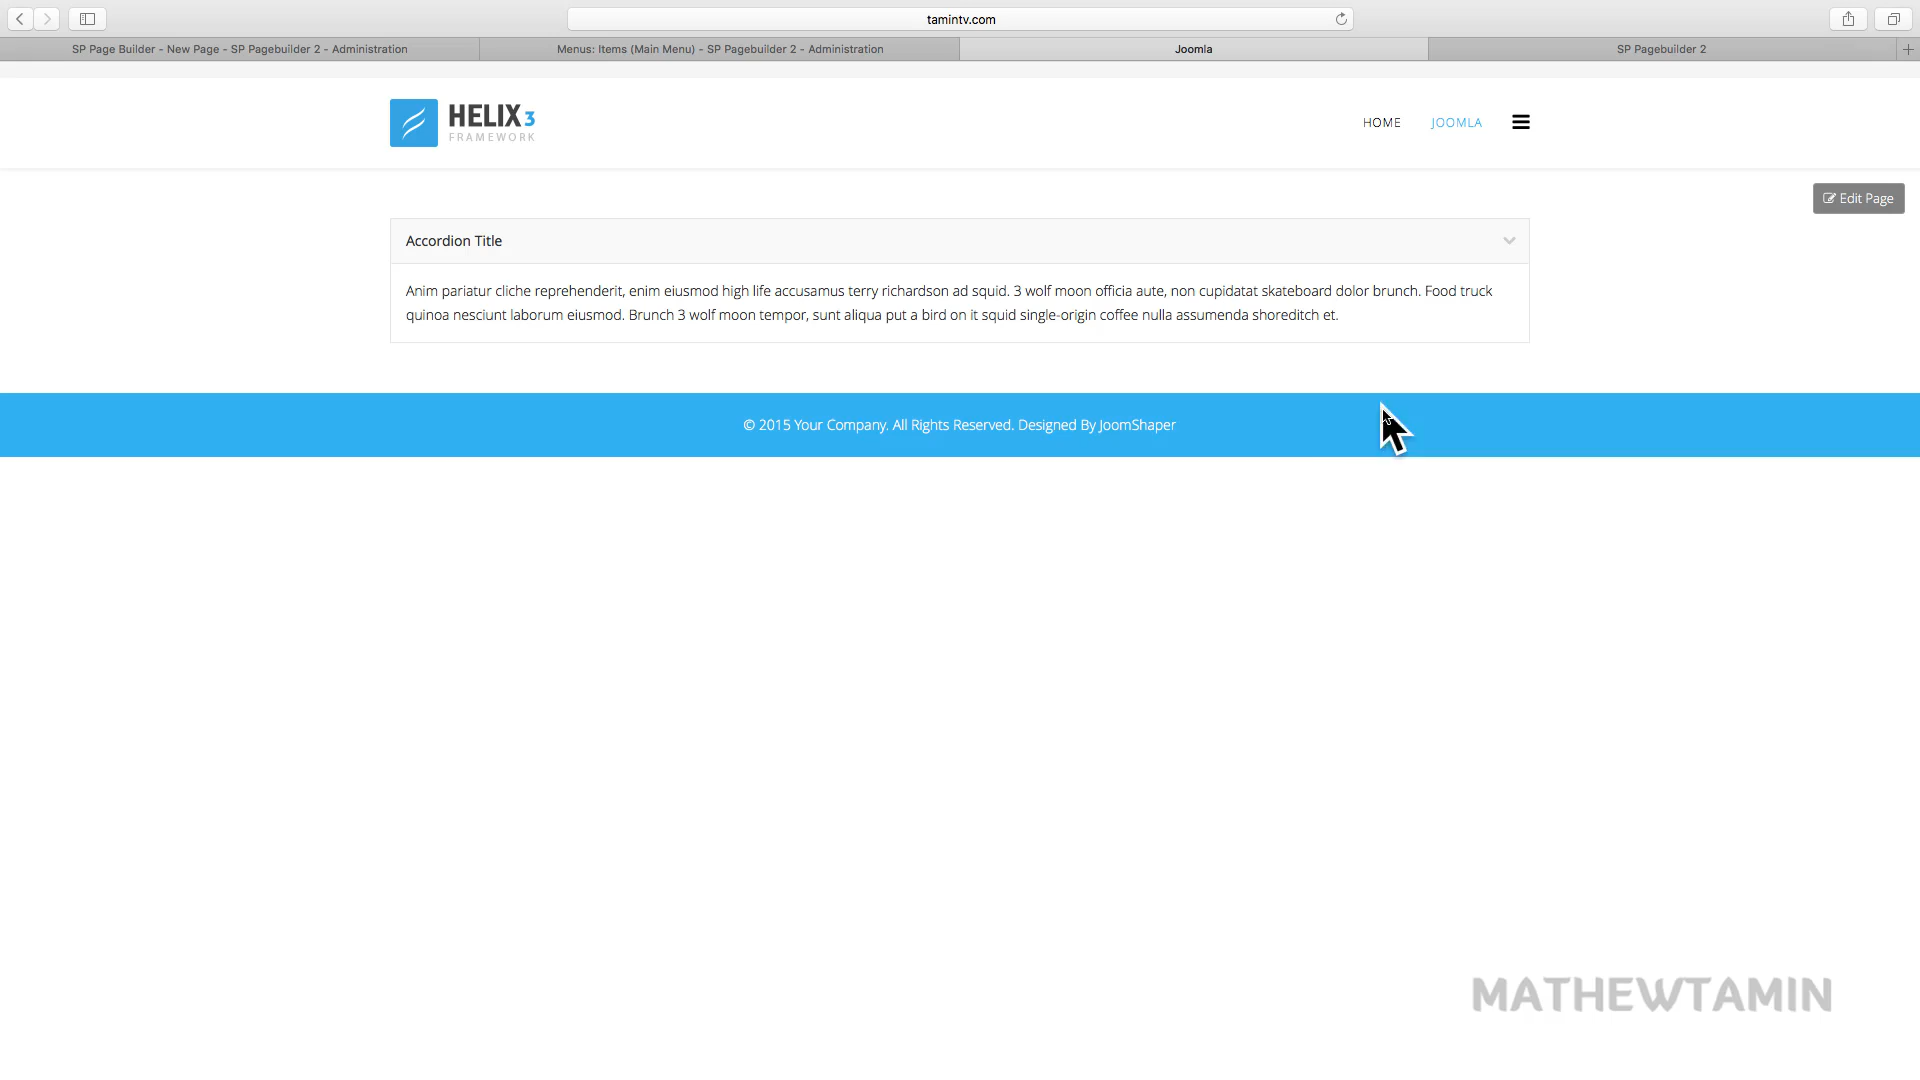 tamintv.com
SP Page Builder - New Page - SP Pagebuilder 2 - Administration
Menus: Items (Main Menu) - SP Pagebuilder 2 - Administration
Joomla
SP Pagebuilder 2
HELIX3
FRAMEWORK
HOME
JOOMLA
Edit Page
Accordion Title
Anim pariatur cliche reprehenderit, enim eiusmod high life accusamus terry richardson ad squid. 3 wolf moon officia aute, non cupidatat skateboard dolor brunch. Food truck
quinoa nesciunt laborum eiusmod. Brunch 3 wolf moon tempor, sunt aliqua put a bird on it squid single-origin coffee nulla assumenda shoreditch et.
© 2015 Your Company. All Rights Reserved. Designed By JoomShaper
MATHEWTAMIN